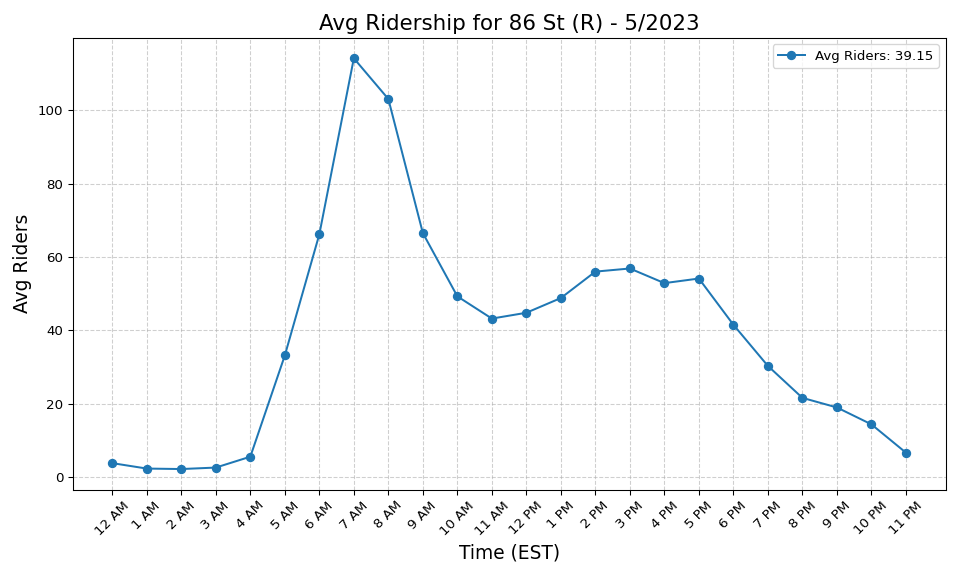 Avg Ridership for 86 St (R) - 5/2023
Avg Riders: 39.15
Avg Riders
100
80
60
40
20
0
12 AM
1 AM
2 AM
3 AM
4 AM
5 AM
6 AM
7 AM
8 AM
9 AM
10 AM
11 AM
12 PM
1 PM
2 PM
3 PM
4 PM
5 PM
6 PM
7 PM
8 PM
9 PM
10 PM
11 PM
Time (EST)